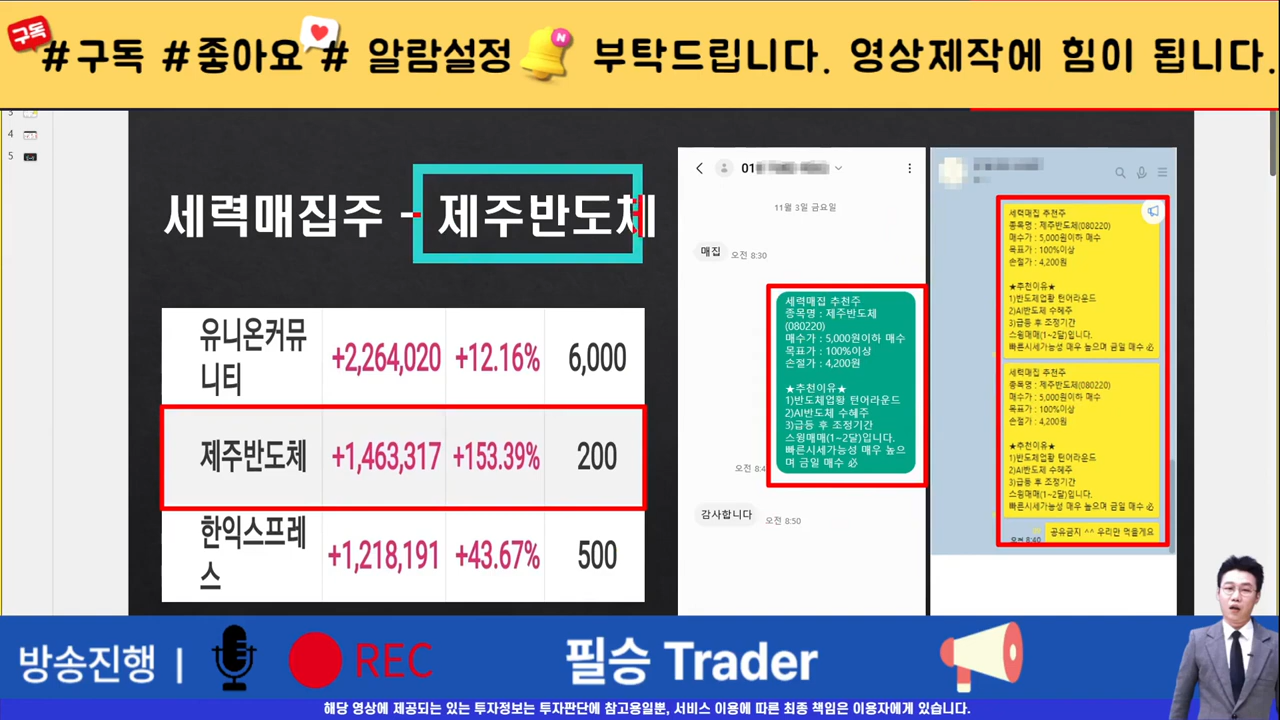 구독
#구독 #좋아요 # 알람설정 N 부탁드립니다. 영상제작에 힘이 됩니다.
3
4
5
세력매집주 - 제주반도체
유니온커뮤
니티
+2,264,020
+12.16%
6,000
제주반도체
+1,463,317
+153.39%
200
한익스프레
스
+1,218,191
+43.67%
500
01
11월 3일 금요일
매집
오전 8:30
세력매집 추천주
종목명 : 제주반도체
(080220)
매수가 : 5,000원이하 매수
목표가 : 100%이상
손절가 : 4,200원
★추천이유★
1)반도체업황 턴어라운드
2)AI반도체 수혜주
3)급등 후 조정기간
스윙매매(1~2달)입니다.
빠른시세가능성 매우 높으
며 금일 매수 必
오전 8:4
감사합니다
오전 8:50
세력매집 추천주
종목명 : 제주반도체(080220)
매수가 : 5,000원이하 매수
목표가 : 100%이상
손절가 : 4,200원
★추천이유★
1)반도체업황 턴어라운드
2)AI반도체 수혜주
3)급등 후 조정기간
스윙매매(1~2달)입니다.
빠른시세가능성 매우 높으며 금일 매수 必
세력매집 추천주
종목명 : 제주반도체(080220)
매수가 : 5,000원이하 매수
목표가 : 100%이상
손절가 : 4,200원
★추천이유★
1)반도체업황 턴어라운드
2)AI반도체 수혜주
3)급등 후 조정기간
스윙매매(1~2달)입니다.
빠른시세가능성 매우 높으며 금일 매수 必
오전 8:40
공유금지 ^^ 우리만 먹을게요
방송진행 |
REC
필승 Trader
해당 영상에 제공되는 있는 투자정보는 투자판단에 참고용일뿐, 서비스 이용에 따른 최종 책임은 이용자에게 있습니다.